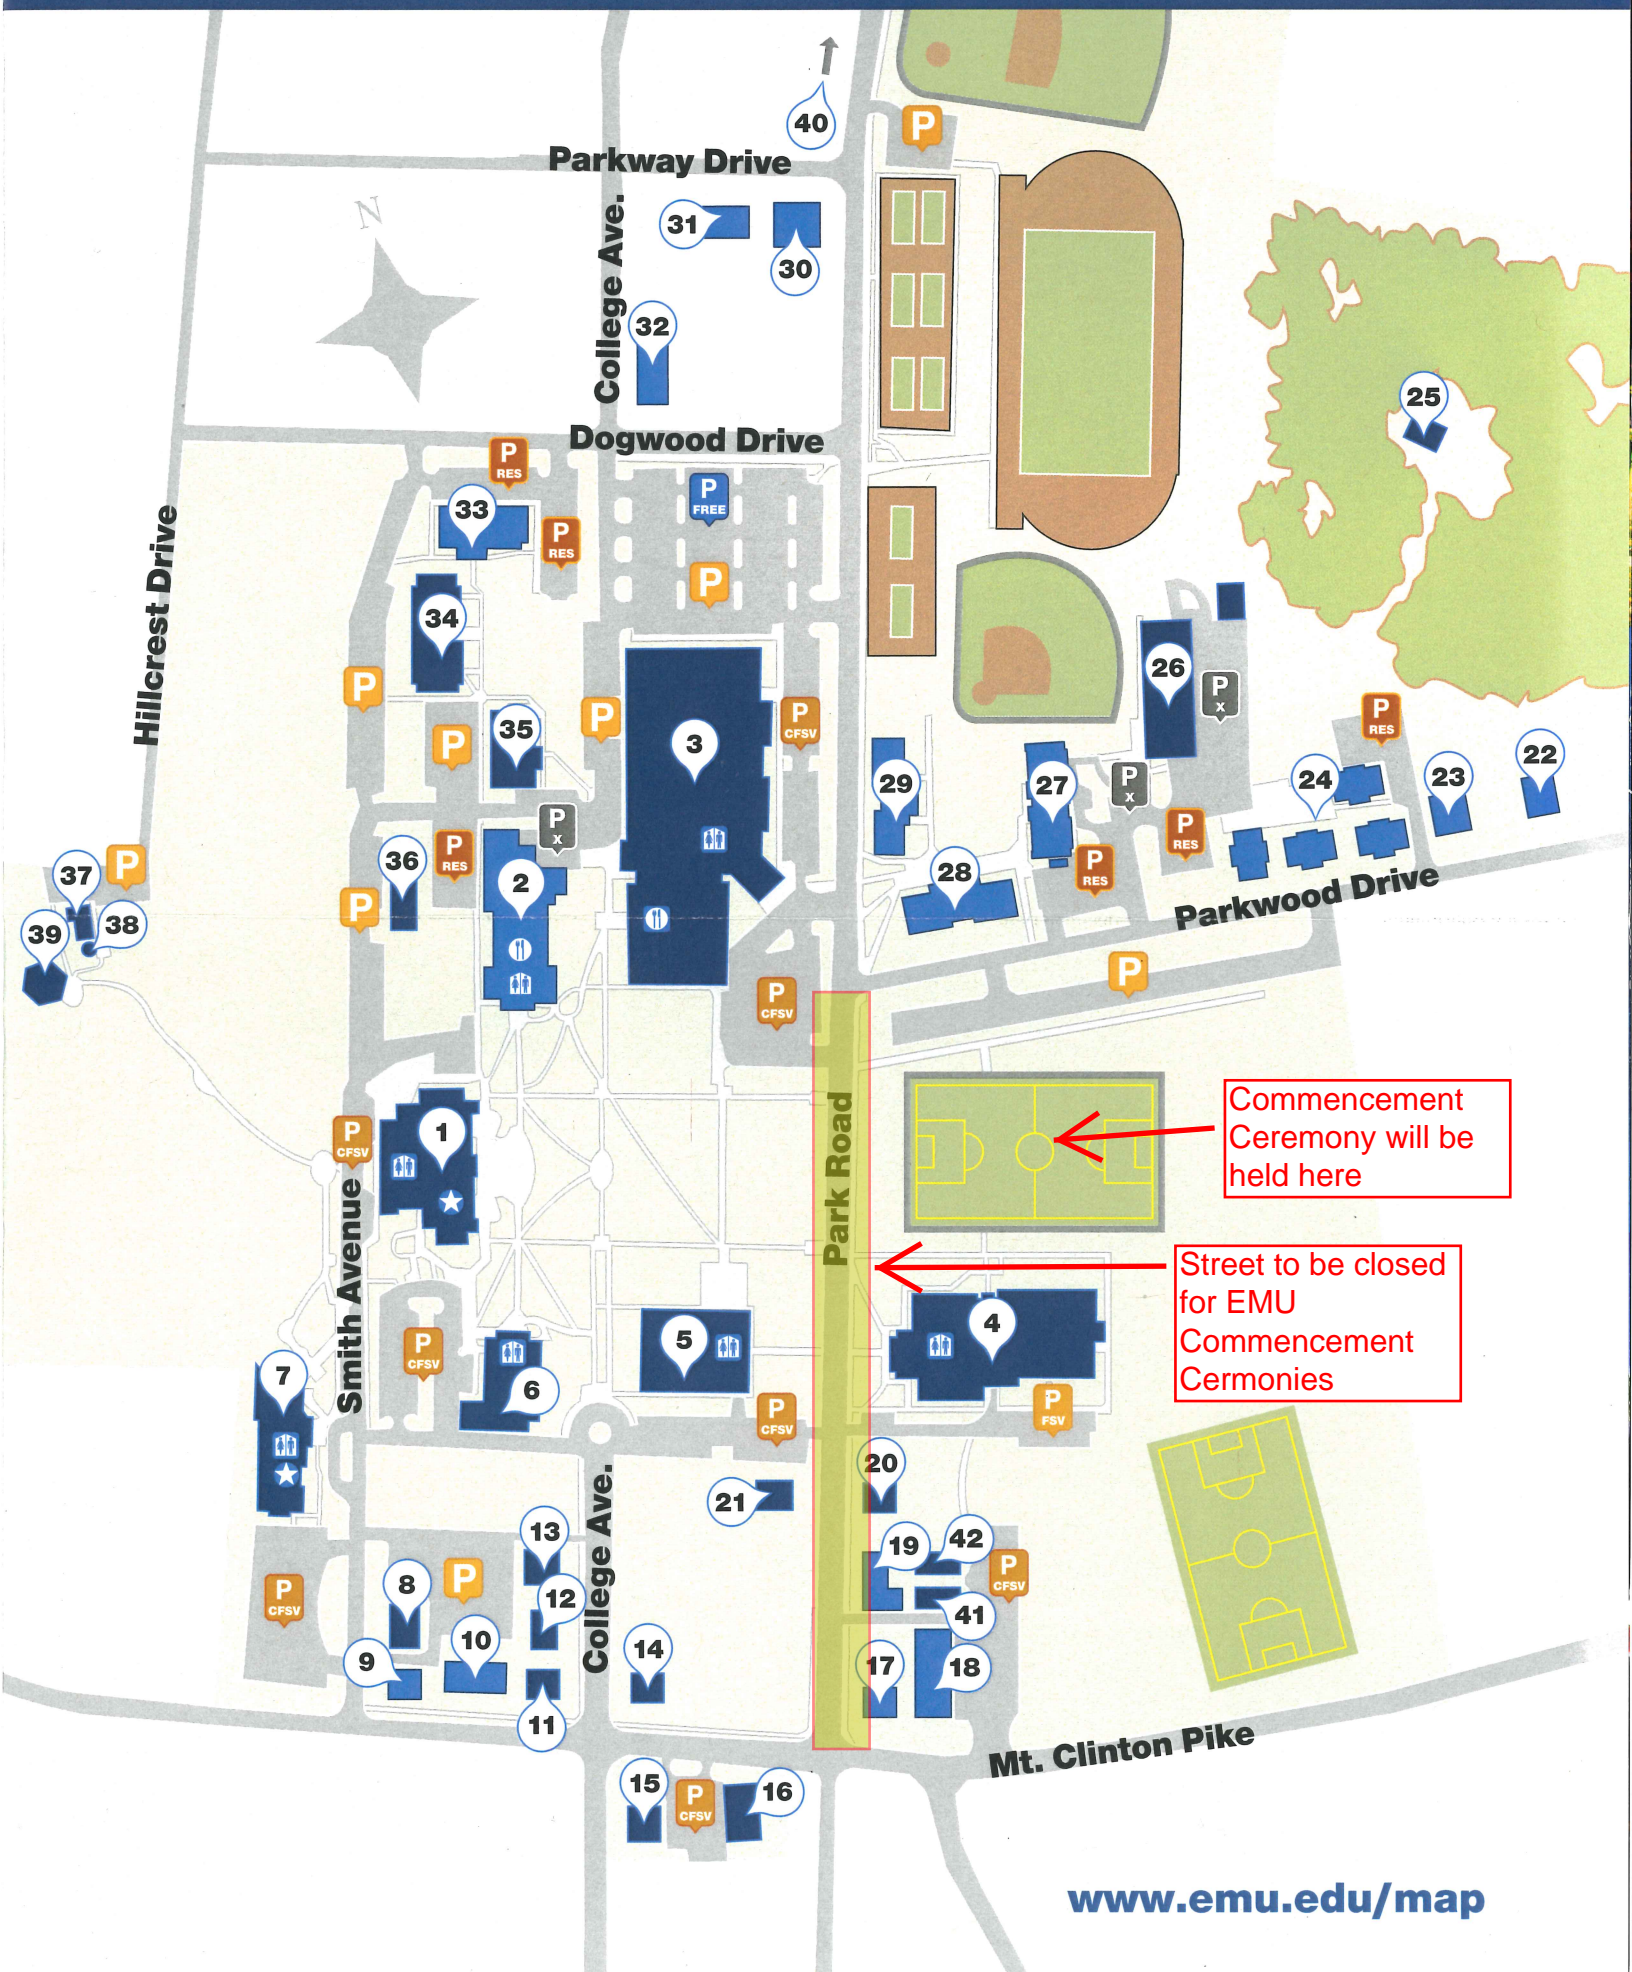 40
P
Parkway Drive
N
College Ave.
31
30
32
25
Dogwood Drive
P
RES
P
FREE
33
P
RES
P
Hillcrest Drive
34
26
P
P
x
P
35
P
3
P
CFSV
P
RES
P
29
27
P
x
24
23
22
P
x
P
RES
P
RES
36
2
P
RES
28
37
P
Parkwood Drive
39
38
P
P
P
CFSV
Park Road
Commencement
Ceremony will be
held here
1
P
CFSV
Smith Avenue
Street to be closed
for EMU
Commencement
Cermonies
4
5
P
CFSV
7
6
P
CFSV
P
FSV
20
21
College Ave.
13
19
42
P
CFSV
8
P
12
P
CFSV
41
10
9
14
17
18
11
Mt. Clinton Pike
15
P
CFSV
16
www.emu.edu/map